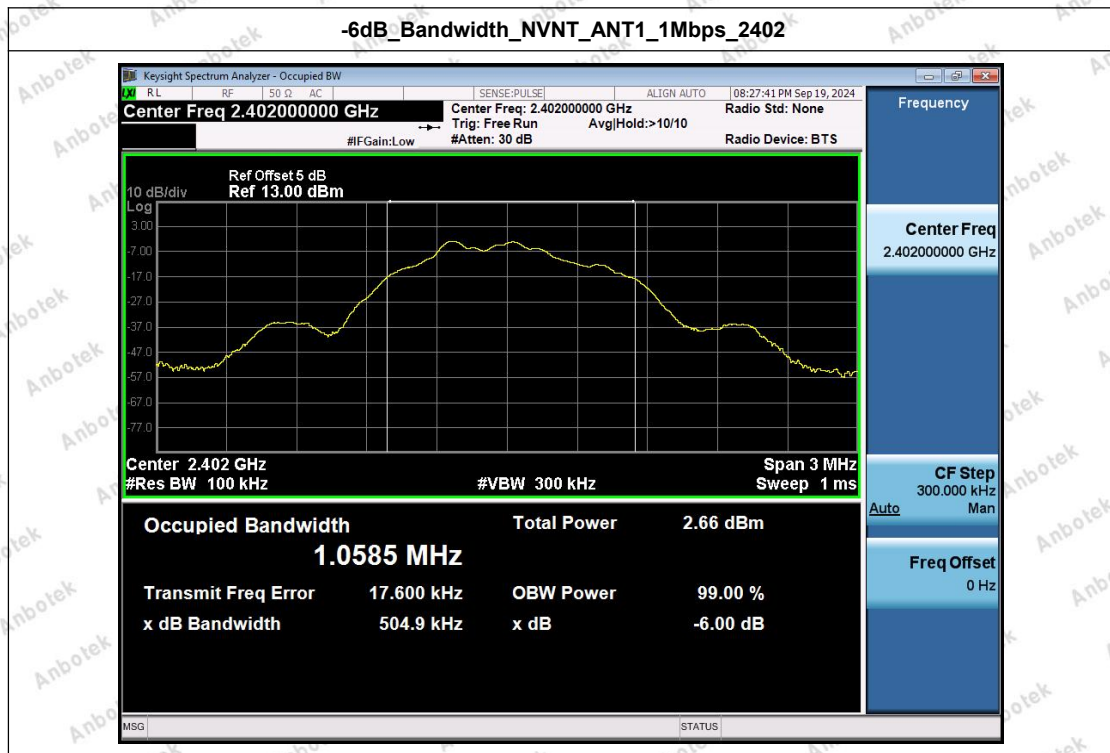 -6dB_Bandwidth_NVNT_ANT1_1Mbps_2402
Keysight Spectrum Analyzer - Occupied BW
LXI RL RF 50 Ω AC SENSE:PULSE ALIGN AUTO 08:27:41 PM Sep 19, 2024
Center Freq 2.402000000 GHz
Center Freq: 2.402000000 GHz
Radio Std: None
Trig: Free Run Avg|Hold:>10/10
#IFGain:Low
#Atten: 30 dB
Radio Device: BTS
Ref Offset 5 dB
10 dB/div Ref 13.00 dBm
Log
3.00
-7.00
-17.0
-27.0
-37.0
-47.0
-57.0
-67.0
-77.0
Center 2.402 GHz Span 3 MHz
#Res BW 100 kHz #VBW 300 kHz Sweep 1 ms
Occupied Bandwidth Total Power 2.66 dBm
1.0585 MHz
Transmit Freq Error 17.600 kHz OBW Power 99.00 %
x dB Bandwidth 504.9 kHz x dB -6.00 dB
MSG STATUS
Frequency
Center Freq
2.402000000 GHz
CF Step
300.000 kHz
Auto Man
Freq Offset
0 Hz
Anbotek